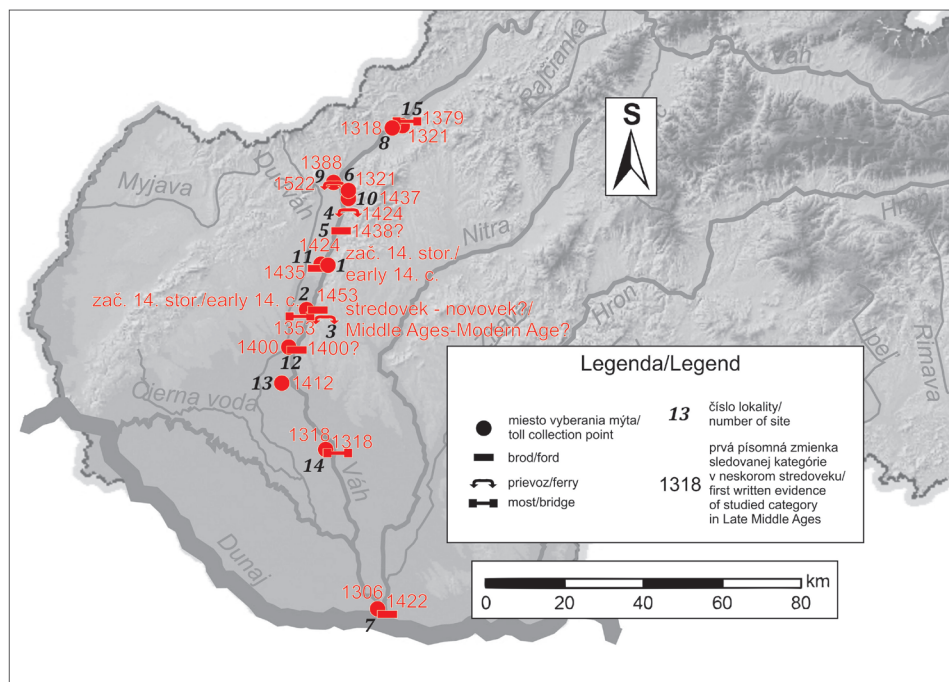 Rajčianka
Váh
S
15
1379
1318
1321
8
Dudváh
1388
9
6
1321
1522
10
1437
Myjava
4
1424
5
1438?
Nitra
Hron
1424
11
1435
1
zač. 14. stor./
early 14. c.
2
zač. 14. stor./early 14. c.
1453
1353
3
stredovek - novovek?/
Middle Ages-Modern Age?
Hron
Rimava
1400
1400?
12
13
1412
Čierna voda
1318
1318
14
Váh
Dunaj
1306
1422
7
Legenda/Legend
miesto vyberania mýta/
toll collection point
brod/ford
prievoz/ferry
most/bridge
13
číslo lokality/
number of site
1318
prvá písomná zmienka
sledovanej kategórie
v neskorom stredoveku/
first written evidence
of studied category
in Late Middle Ages
km
0 20 40 60 80